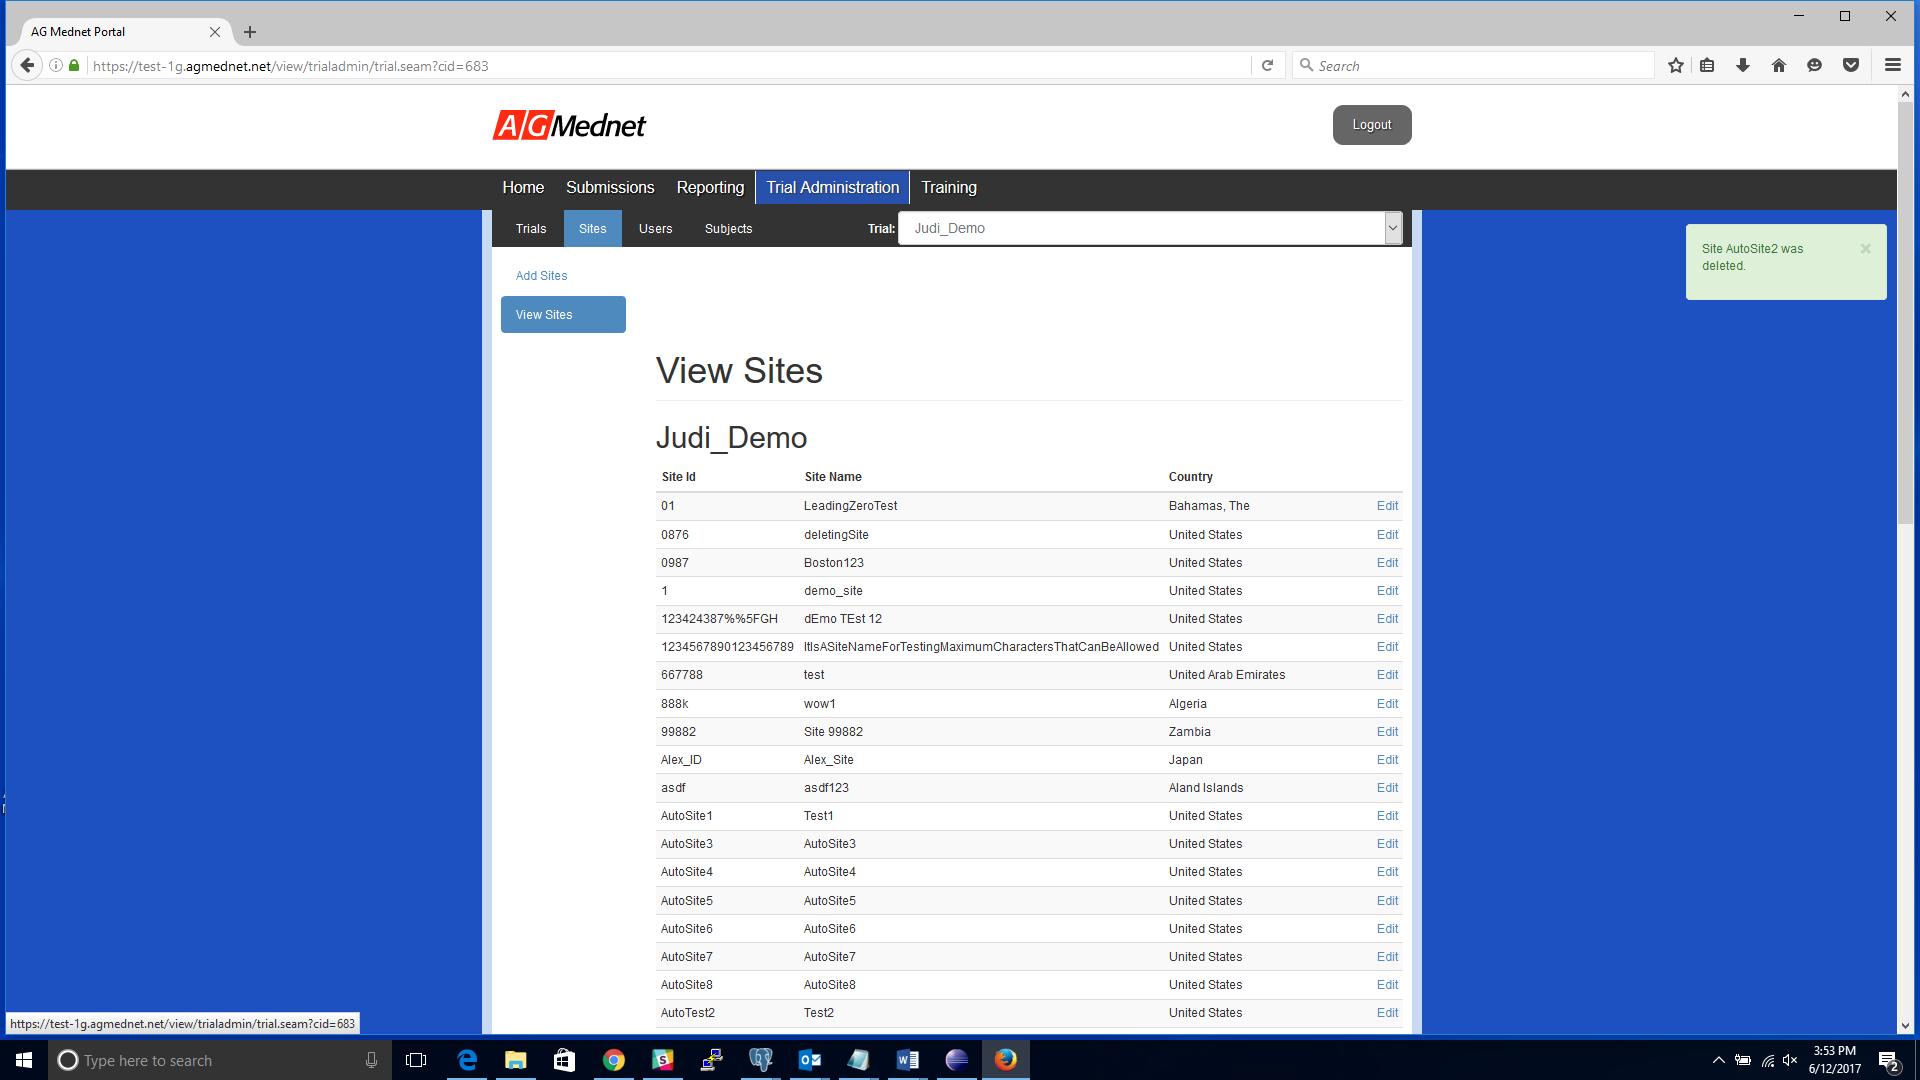 AG Mednet Portal
https://test-1g.agmednet.net/view/trialadmin/trial.seam?cid=683
Search
AGMednet
Logout
Home Submissions Reporting Trial Administration Training
Trials Sites Users Subjects Trial: Judi_Demo
Site AutoSite2 was
deleted.
Add Sites
View Sites
View Sites
Judi_Demo
Site Id Site Name Country
01 LeadingZeroTest Bahamas, The Edit
0876 deletingSite United States Edit
0987 Boston123 United States Edit
1 demo_site United States Edit
123424387%%5FGH dEmo TEst 12 United States Edit
1234567890123456789 ItIsASiteNameForTestingMaximumCharactersThatCanBeAllowed United States Edit
667788 test United Arab Emirates Edit
888k wow1 Algeria Edit
99882 Site 99882 Zambia Edit
Alex_ID Alex_Site Japan Edit
asdf asdf123 Aland Islands Edit
AutoSite1 Test1 United States Edit
AutoSite3 AutoSite3 United States Edit
AutoSite4 AutoSite4 United States Edit
AutoSite5 AutoSite5 United States Edit
AutoSite6 AutoSite6 United States Edit
AutoSite7 AutoSite7 United States Edit
AutoSite8 AutoSite8 United States Edit
AutoTest2 Test2 United States Edit
https://test-1g.agmednet.net/view/trialadmin/trial.seam?cid=683
Type here to search
3:53 PM
6/12/2017
2